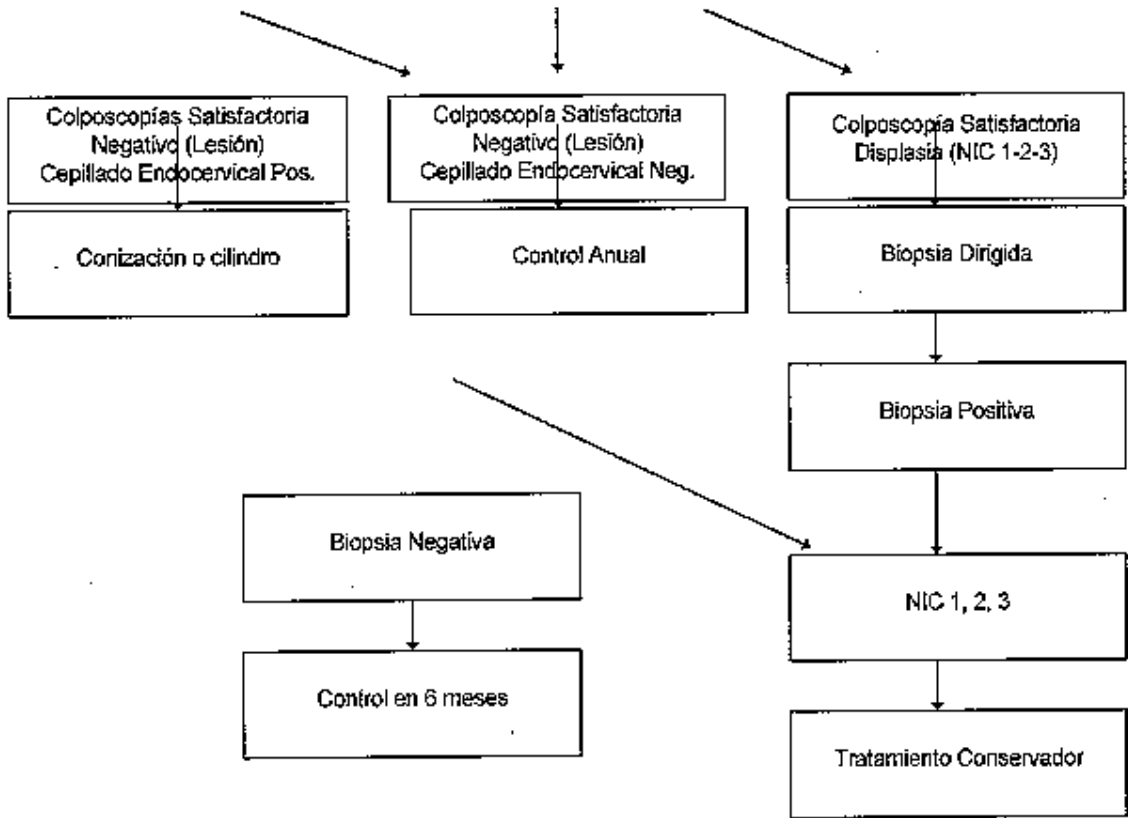 Colposcopías Satisfactoria
Negativo (Lesión)
Cepillado Endocervical Pos.
Colposcopía Satisfactoria
Negativo (Lesión)
Cepillado Endocervical Neg.
Colposcopía Satisfactoria
Displasia (NIC 1-2-3)
Conización o cilindro
Control Anual
Biopsia Dirigida
Biopsia Positiva
Biopsia Negativa
NIC 1, 2, 3
Control en 6 meses
Tratamiento Conservador